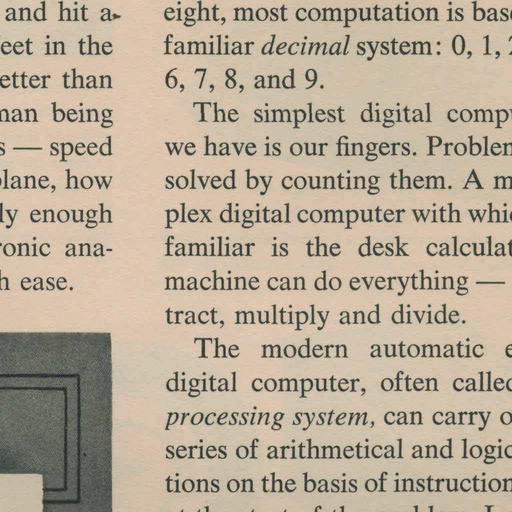 and hit a
eet in the
etter than
man being
s — speed
plane, how
ly enough
ronic ana-
h ease.
eight, most computation is base
familiar decimal system: 0, 1, 2
6, 7, 8, and 9.
The simplest digital compu
we have is our fingers. Problem
solved by counting them. A m
plex digital computer with whic
familiar is the desk calculat
machine can do everything —
tract, multiply and divide.
The modern automatic e
digital computer, often called
processing system, can carry o
series of arithmetical and logic
tions on the basis of instruction